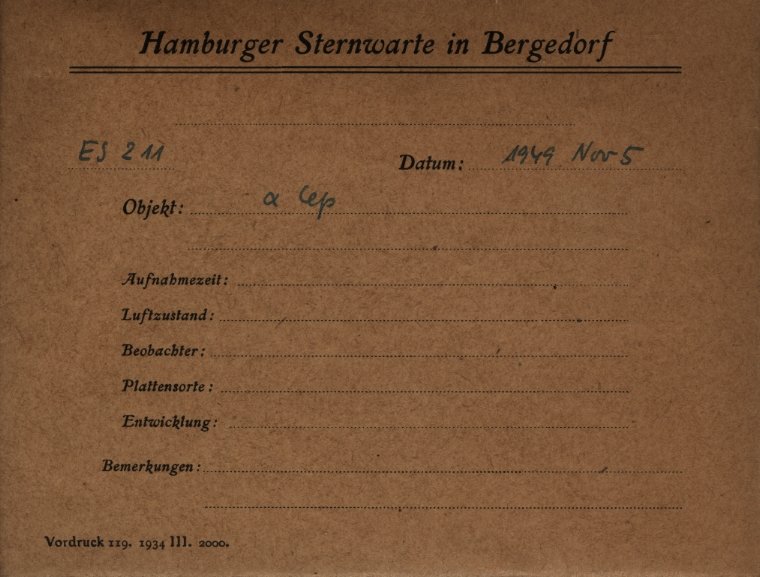 Hamburger Sternwarte in Bergedorf
ES 211 Datum: 1949 Nov 5
Objekt: α Cep
Aufnahmezeit:
Luftzustand:
Beobachter:
Plattensorte:
Entwicklung:
Bemerkungen:
Vordruck 119. 1934 III. 2000.